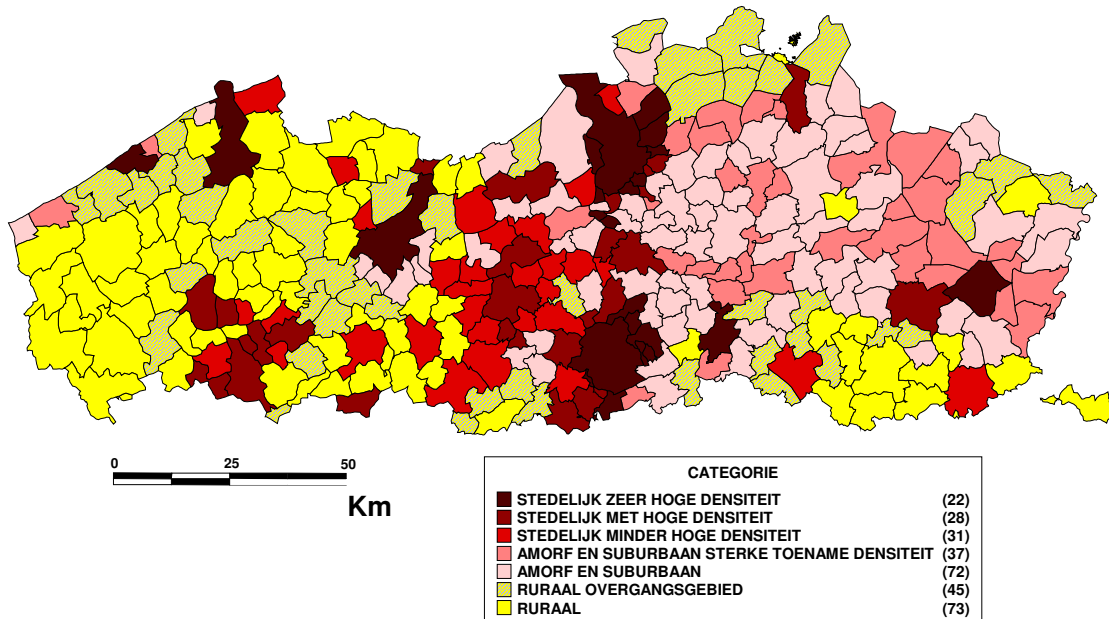 0 25 50
Km
CATEGORIE
STEDELIJK ZEER HOGE DENSITEIT (22)
STEDELIJK MET HOGE DENSITEIT (28)
STEDELIJK MINDER HOGE DENSITEIT (31)
AMORF EN SUBURBAAN STERKE TOENAME DENSITEIT (37)
AMORF EN SUBURBAAN (72)
RURAAL OVERGANGSGEBIED (45)
RURAAL (73)